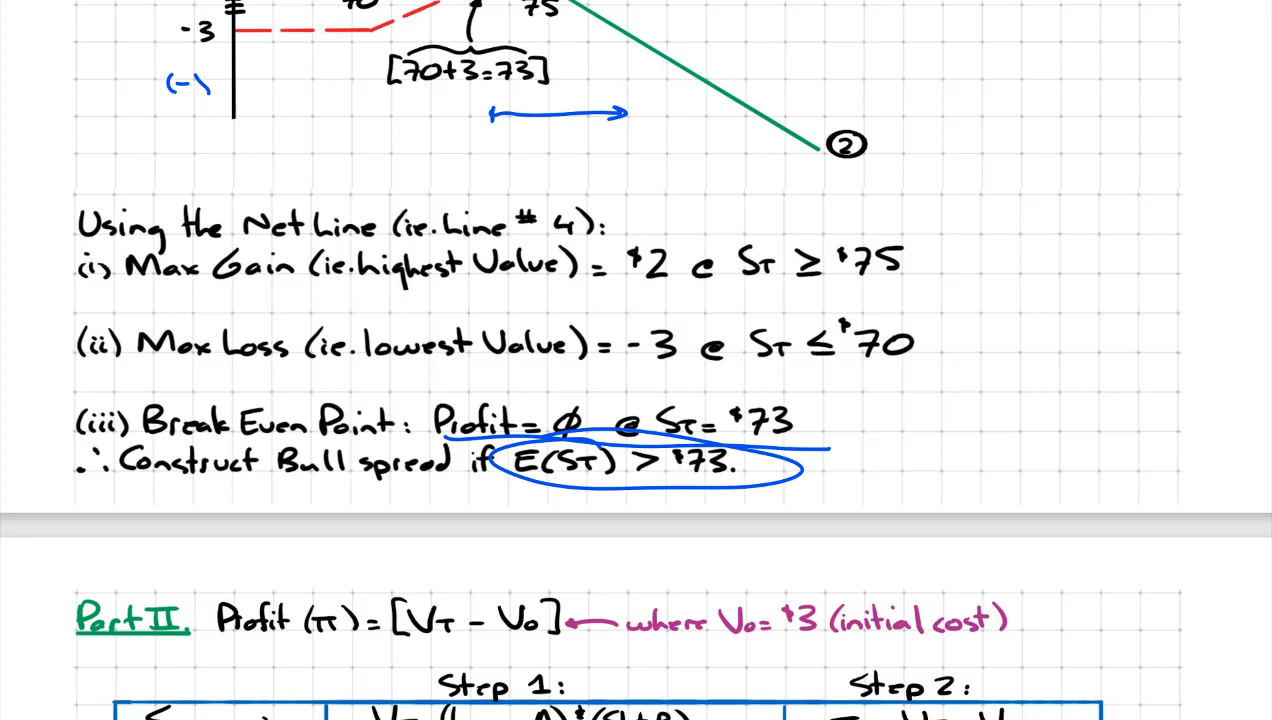 70
75
-3
[70+3=73]
(-)
②
Using the Net Line (ie. Line # 4):
(i) Max Gain (ie. highest Value) = $2 @ ST ≥ $75
(ii) Max Loss (ie. lowest Value) = -3 @ ST ≤ $70
(iii) Break Even Point: Profit = φ @ ST = $73
∴ Construct Bull spread if E(ST) > $73.
Part II. Profit (π) = [VT - V0] ← where V0 = $3 (initial cost)
Step 1: Step 2: